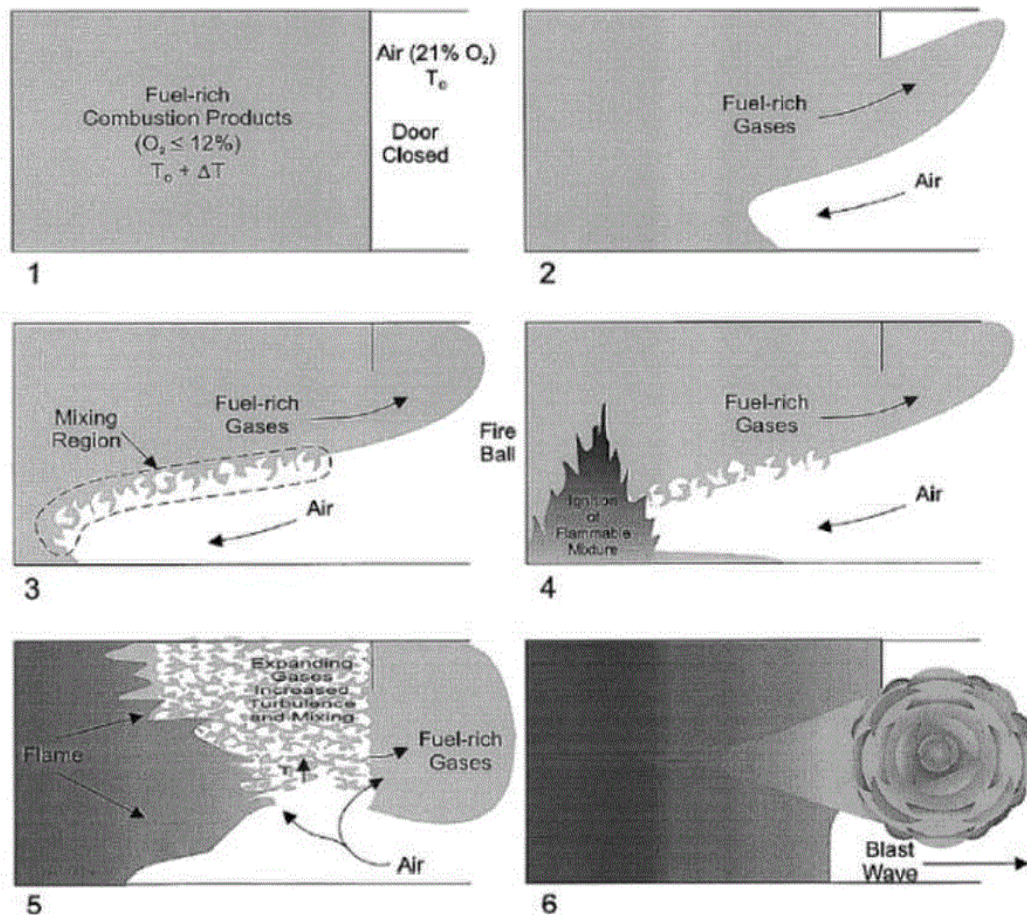 Fuel-rich
Combustion Products
(O₂ ≤ 12%)
T₀ + ΔT
Air (21% O₂)
T₀
Door
Closed
1
Fuel-rich
Gases
Air
2
Mixing
Region
Fuel-rich
Gases
Air
3
Fire
Ball
Fuel-rich
Gases
Ignition
of
Flammable
Mixture
Air
4
Expanding
Gases
Increased
Turbulence
and Mixing
Flame
Fuel-rich
Gases
Air
5
Blast
Wave
6